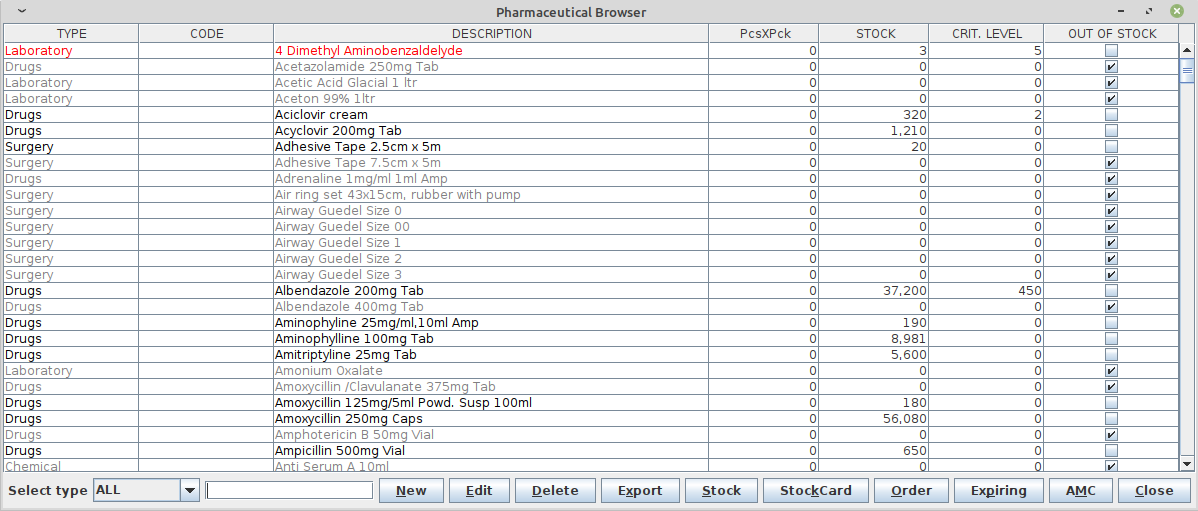 Pharmaceutical Browser
TYPE CODE DESCRIPTION PcsXPck STOCK CRIT. LEVEL OUT OF STOCK
Laboratory 4 Dimethyl Aminobenzaldelyde 0 3 5
Drugs Acetazolamide 250mg Tab 0 0 0
Laboratory Acetic Acid Glacial 1 ltr 0 0 0
Laboratory Aceton 99% 1ltr 0 0 0
Drugs Aciclovir cream 0 320 2
Drugs Acyclovir 200mg Tab 0 1,210 0
Surgery Adhesive Tape 2.5cm x 5m 0 20 0
Surgery Adhesive Tape 7.5cm x 5m 0 0 0
Drugs Adrenaline 1mg/ml 1ml Amp 0 0 0
Surgery Air ring set 43x15cm, rubber with pump 0 0 0
Surgery Airway Guedel Size 0 0 0 0
Surgery Airway Guedel Size 00 0 0 0
Surgery Airway Guedel Size 1 0 0 0
Surgery Airway Guedel Size 2 0 0 0
Surgery Airway Guedel Size 3 0 0 0
Drugs Albendazole 200mg Tab 0 37,200 450
Drugs Albendazole 400mg Tab 0 0 0
Drugs Aminophyline 25mg/ml,10ml Amp 0 190 0
Drugs Aminophylline 100mg Tab 0 8,981 0
Drugs Amitriptyline 25mg Tab 0 5,600 0
Laboratory Amonium Oxalate 0 0 0
Drugs Amoxycillin /Clavulanate 375mg Tab 0 0 0
Drugs Amoxycillin 125mg/5ml Powd. Susp 100ml 0 180 0
Drugs Amoxycillin 250mg Caps 0 56,080 0
Drugs Amphotericin B 50mg Vial 0 0 0
Drugs Ampicillin 500mg Vial 0 650 0
Chemical Anti Serum A 10ml 0 0 0
Select type ALL New Edit Delete Export Stock StockCard Order Expiring AMC Close